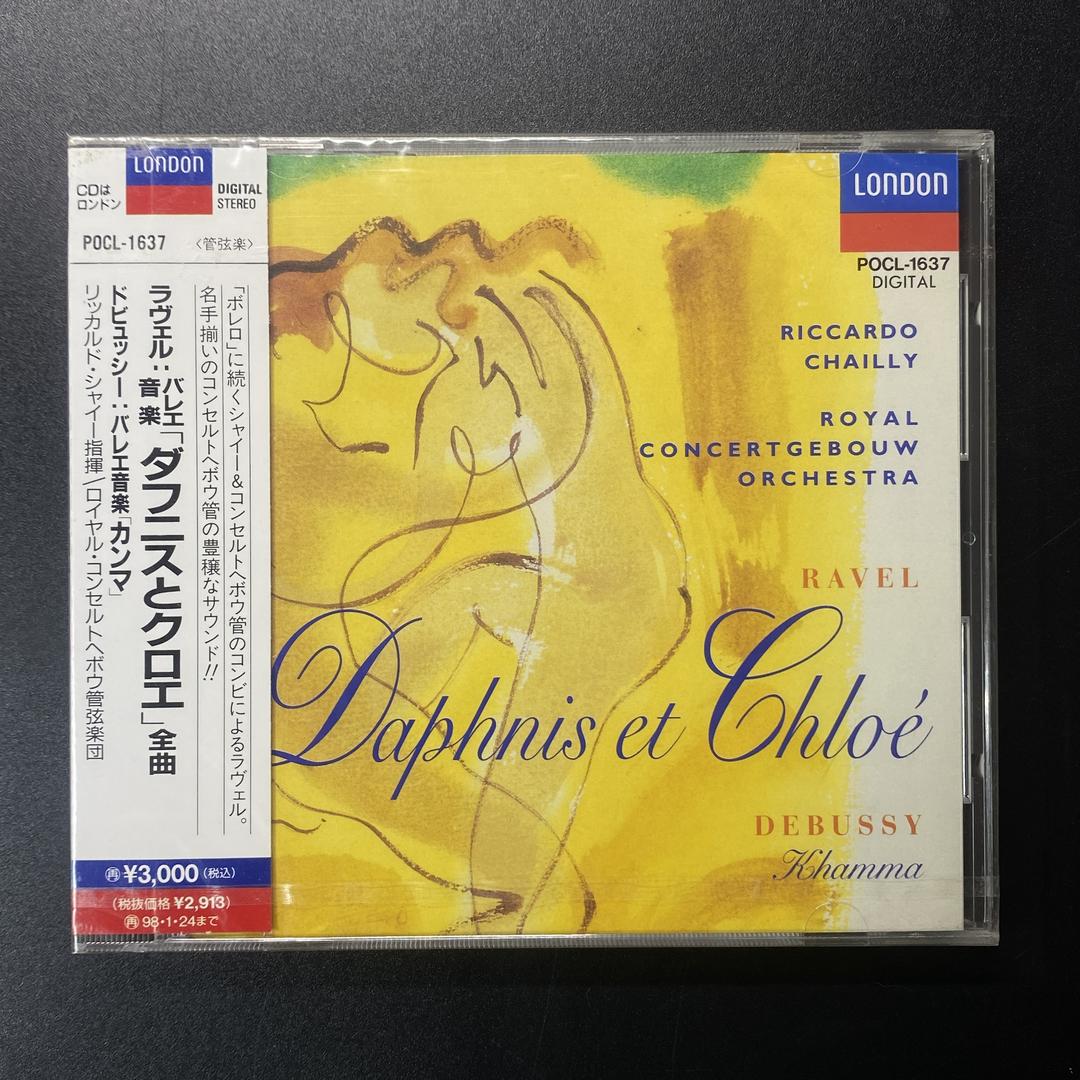 LONDON
CDは
ロンドン
DIGITAL
STEREO
POCL-1637
〈管弦楽〉
「ボレロ」に続くシャイー&コンセルトヘボウ管のコンビによるラヴェル。
名手揃いのコンセルトヘボウ管の豊穣なサウンド!!
ラヴェル:バレエ音楽「ダフニスとクロエ」全曲
ドビュッシー:バレエ音楽「カンマ」
リッカルド・シャイー指揮/ロイヤル・コンセルトヘボウ管弦楽団
再 ¥3,000(税込)
(税抜価格 ¥2,913)
再 98・1・24まで
LONDON
POCL-1637
DIGITAL
RICCARDO
CHAILLY
ROYAL
CONCERTGEBOUW
ORCHESTRA
RAVEL
Daphnis et Chloé
DEBUSSY
Khamma